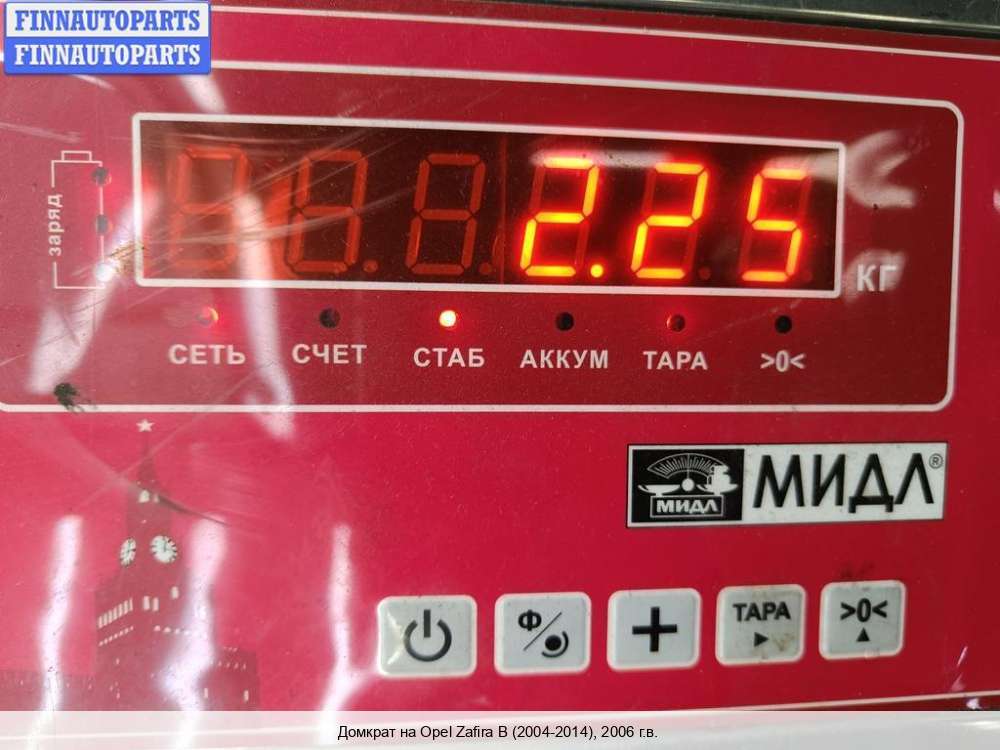 FINNAUTOPARTS
FINNAUTOPARTS
заряд
2.25
КГ
СЕТЬ СЧЕТ СТАБ АККУМ ТАРА >0<
МИДЛ МИДЛ®
Ф ТАРА >0<
Домкрат на Opel Zafira B (2004-2014), 2006 г.в.